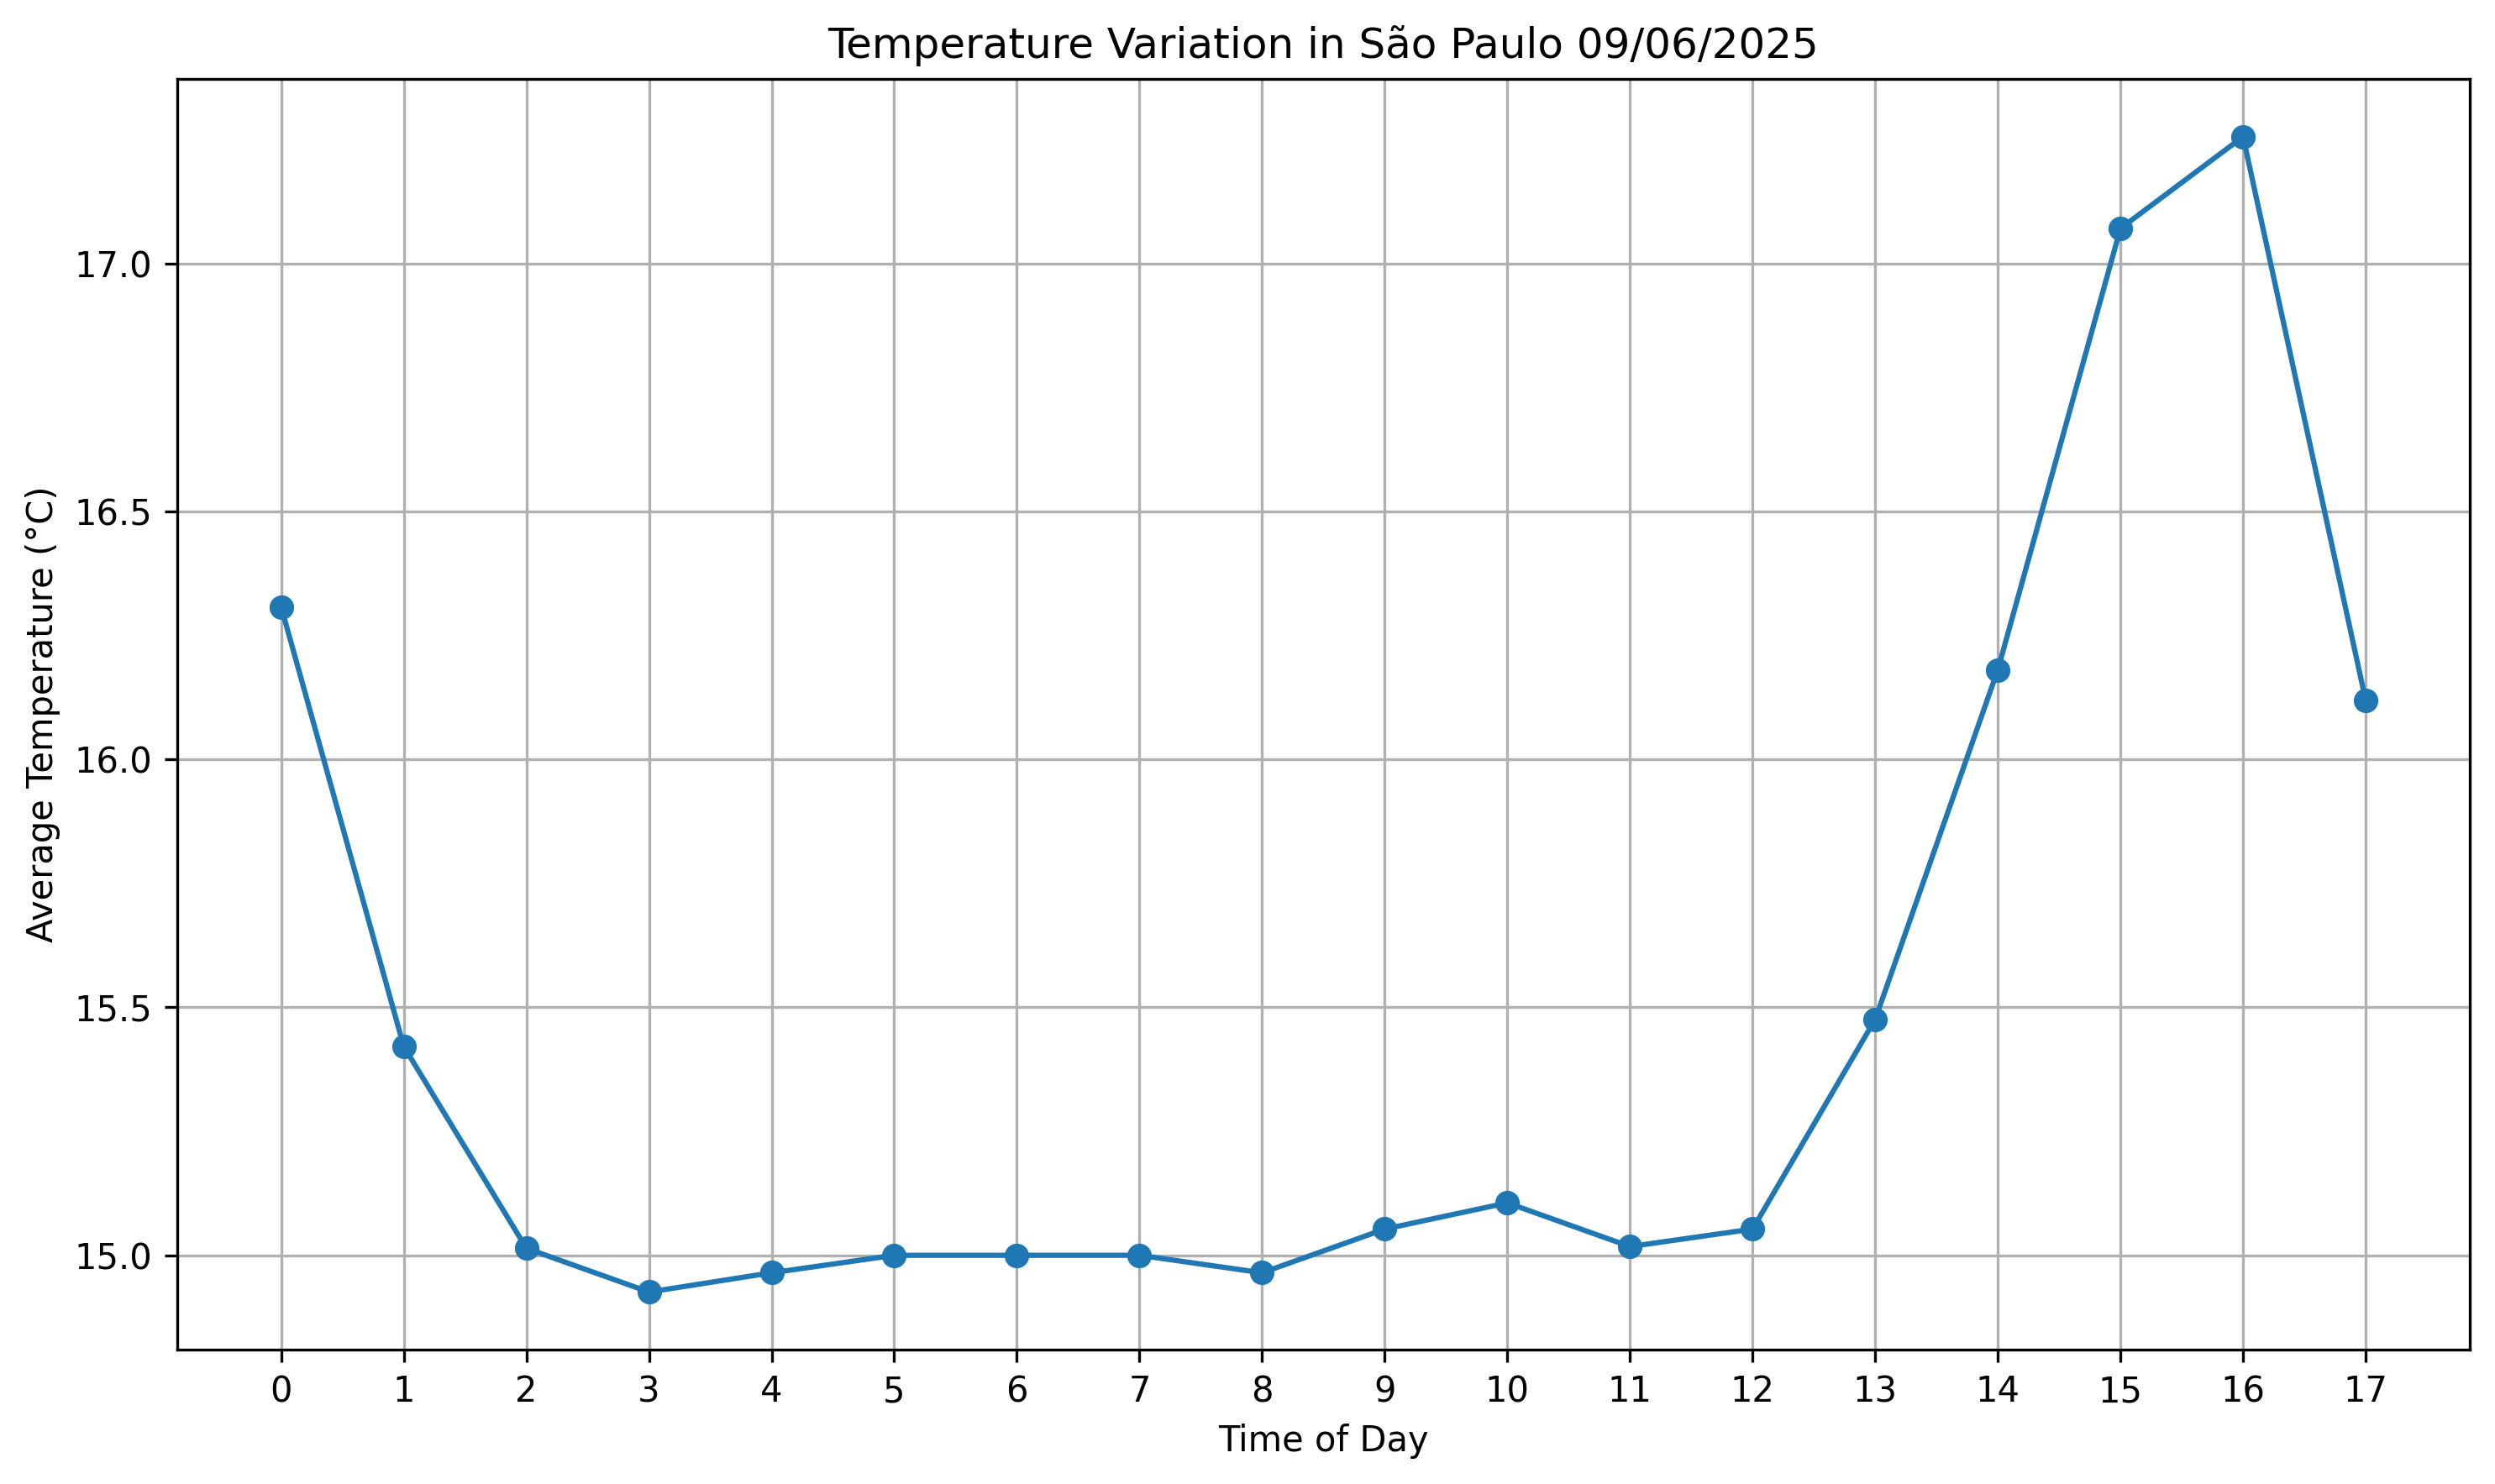 Temperature Variation in São Paulo 09/06/2025
Average Temperature (°C)
17.0
16.5
16.0
15.5
15.0
0 1 2 3 4 5 6 7 8 9 10 11 12 13 14 15 16 17
Time of Day